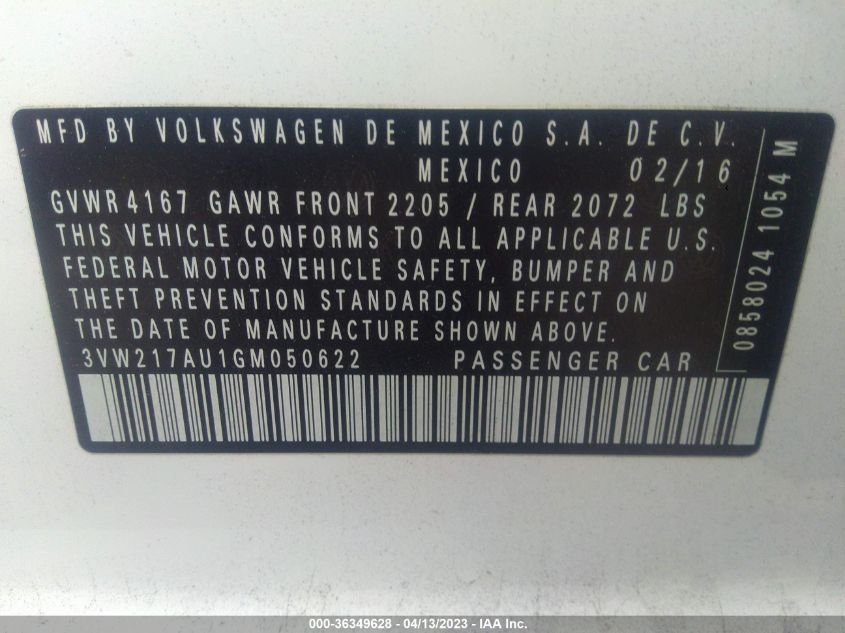 MFD BY VOLKSWAGEN DE MEXICO S.A. DE C.V.
MEXICO 02/16
GVWR 4167 GAWR FRONT 2205 / REAR 2072 LBS
THIS VEHICLE CONFORMS TO ALL APPLICABLE U.S.
FEDERAL MOTOR VEHICLE SAFETY, BUMPER AND
THEFT PREVENTION STANDARDS IN EFFECT ON
THE DATE OF MANUFACTURE SHOWN ABOVE.
3VW217AU1GM050622 PASSENGER CAR
0858024 1054 M
000-36349628 - 04/13/2023 - IAA Inc.